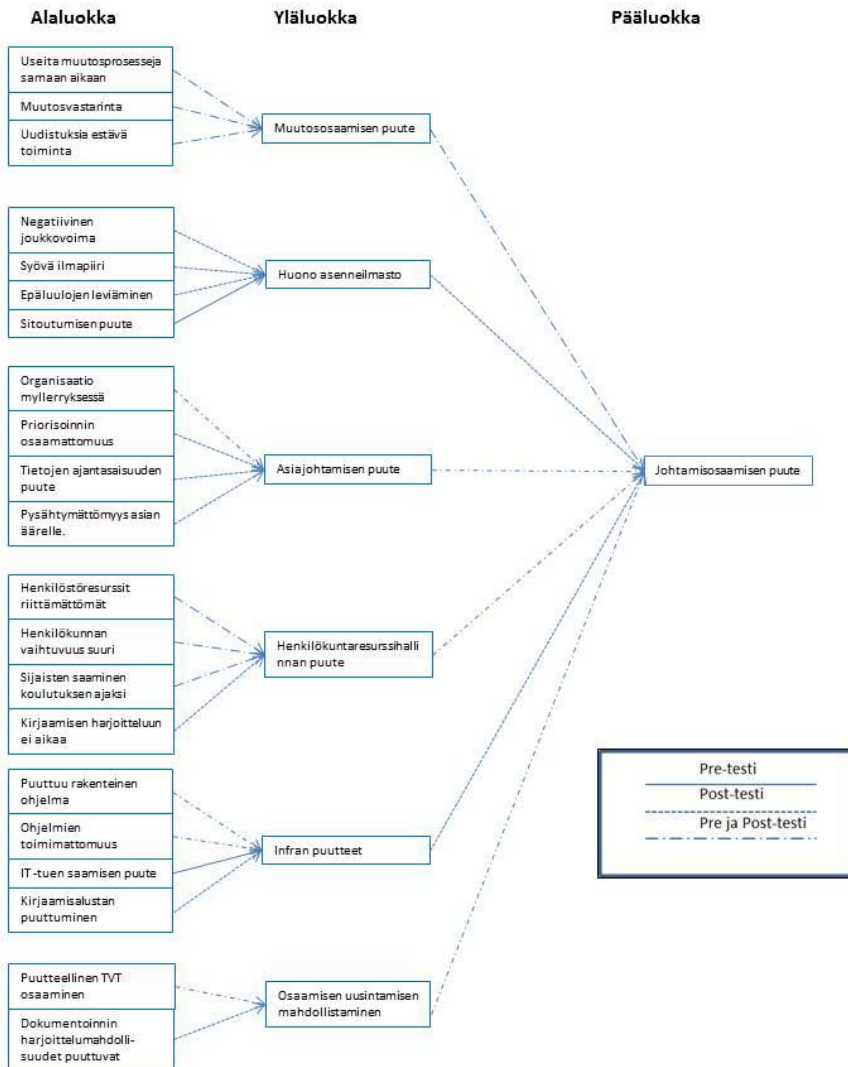 Alaluokka
Yläluokka
Pääluokka
Useita muutosprosesseja
samaan aikaan
Muutosvastarinta
Uudistuksia estävä
toiminta
Muutososaamisen puute
Negatiivinen
joukkovoima
Syövä ilmapiiri
Epäluulojen leviäminen
Sitoutumisen puute
Huono asenneilmasto
Organisaatio
myllerryksessä
Priorisoinnin
osaamattomuus
Tietojen ajantasaisuuden
puute
Pysähtymättömyys asian
äärelle.
Asiajohtamisen puute
Johtamisosaamisen puute
Henkilöstöresurssit
riittämättömät
Henkilökunnan
vaihtuvuus suuri
Sijaisten saaminen
koulutuksen ajaksi
Kirjaamisen harjoitteluun
ei aikaa
Henkilökuntaresurssihalli
nnan puute
Puuttuu rakenteinen
ohjelma
Ohjelmien
toimimattomuus
IT -tuen saamisen puute
Kirjaamisalustan
puuttuminen
Infran puutteet
Pre-testi
Post-testi
Pre ja Post-testi
Puutteellinen TVT
osaaminen
Dokumentoinnin
harjoittelumahdolli-
suudet puuttuvat
Osaamisen uusintamisen
mahdollistaminen